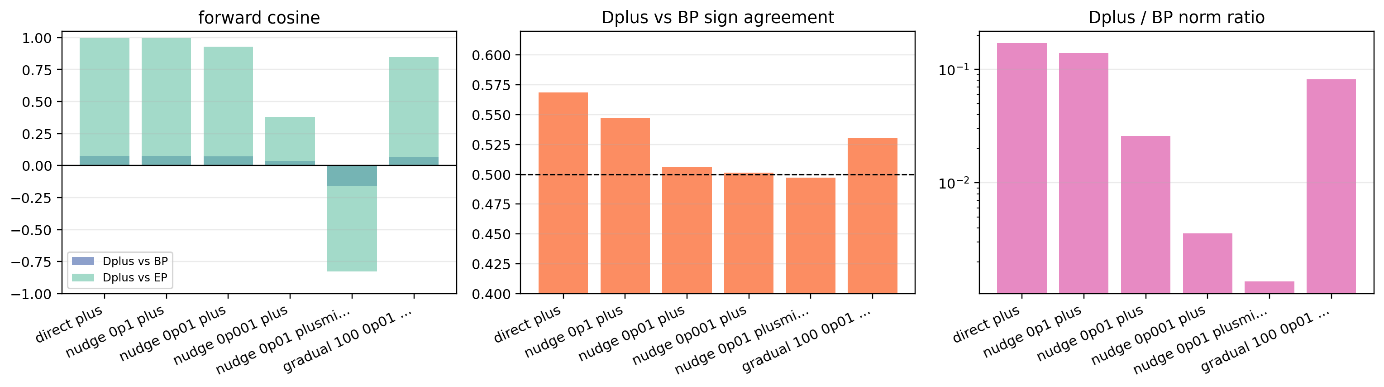 forward cosine
1.00
0.75
0.50
0.25
0.00
−0.25
−0.50
−0.75
−1.00
Dplus vs BP
Dplus vs EP
direct plus
nudge 0p1 plus
nudge 0p01 plus
nudge 0p001 plus
nudge 0p01 plusmi...
gradual 100 0p01 ...
Dplus vs BP sign agreement
0.600
0.575
0.550
0.525
0.500
0.475
0.450
0.425
0.400
direct plus
nudge 0p1 plus
nudge 0p01 plus
nudge 0p001 plus
nudge 0p01 plusmi...
gradual 100 0p01 ...
Dplus / BP norm ratio
10⁻¹
10⁻²
direct plus
nudge 0p1 plus
nudge 0p01 plus
nudge 0p001 plus
nudge 0p01 plusmi...
gradual 100 0p01 ...